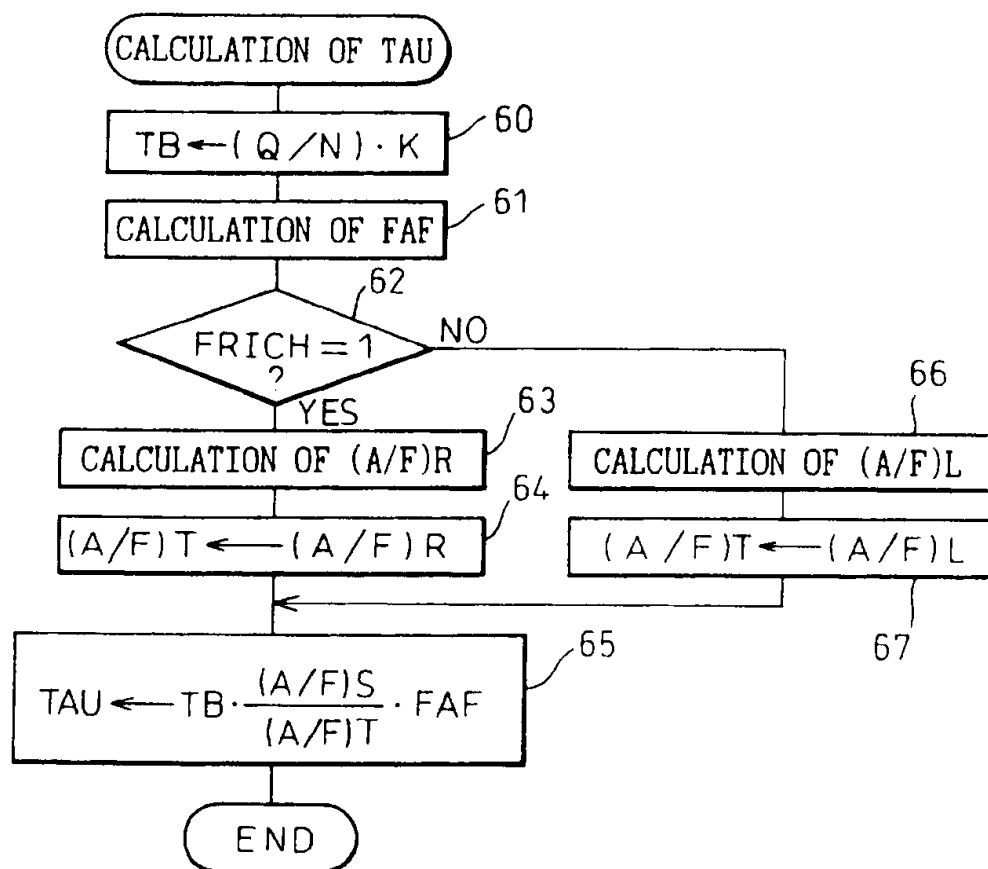 CALCULATION OF TAU
60
TB ← (Q/N) · K
61
CALCULATION OF FAF
62
FRICH = 1
?
NO
YES
63
CALCULATION OF (A/F)R
64
(A/F)T ← (A/F)R
66
CALCULATION OF (A/F)L
(A/F)T ← (A/F)L
67
65
TAU ← TB · (A/F)S / (A/F)T · FAF
END